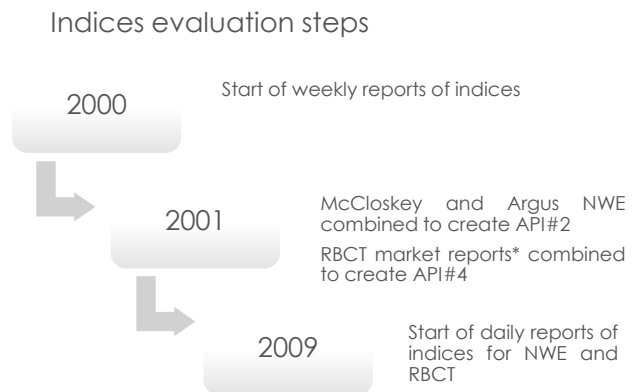 Indices evaluation steps
2000
Start of weekly reports of indices
2001
McCloskey and Argus NWE
combined to create API#2
RBCT market reports* combined
to create API#4
2009
Start of daily reports of
indices for NWE and
RBCT